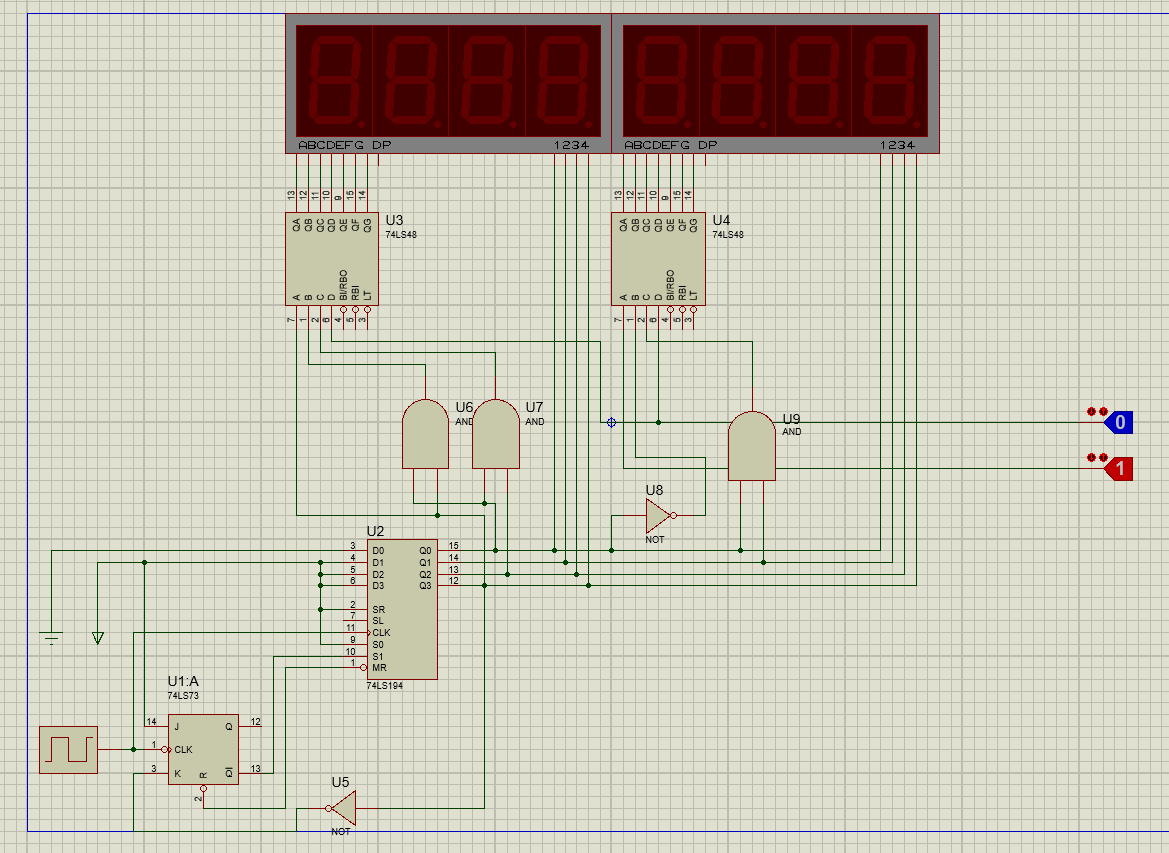 ABCDEFG DP 1234 ABCDEFG DP 1234
13 12 11 10 9 15 14 13 12 11 10 9 15 14
QA QB QC QD QE QF QG U3 QA QB QC QD QE QF QG U4
74LS48 74LS48
A B C D BI/RBO RBI LT A B C D BI/RBO RBI LT
7 1 2 6 4 5 3 7 1 2 6 4 5 3
U6 U7 U9 0
AND AND AND
1
U8
NOT
U2
3 D0 Q0 15
4 D1 Q1 14
5 D2 Q2 13
6 D3 Q3 12
2 SR
7 SL
11 CLK
9 S0
10 S1
1 MR
74LS194
U1:A
74LS73
14 J Q 12
1 CLK
3 K R Q 13
2
U5
NOT